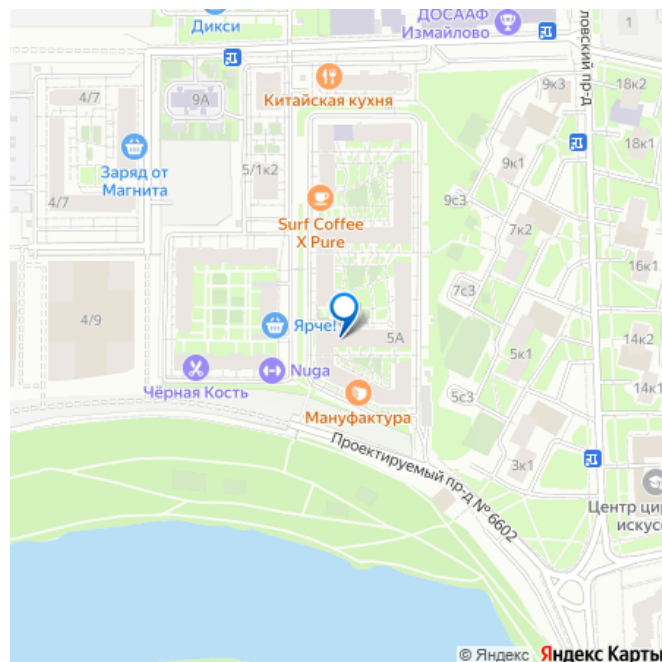 Дикси
ДОСААФ
Измайлово
ловский пр-д
1
4/7
9А
Китайская кухня
9к3
18к2
Заряд от
Магнита
5/1к2
9к1
18к1
4/7
Surf Coffee
X Pure
9с3
7к2
16к1
7с3
4/9
Ярче!
5А
14к2
5к1
Nuga
Чёрная Кость
14к1
5с3
Мануфактура
Проектируемый пр-д № 6602
3к1
Центр цир
искусс
© Яндекс Яндекс Карты